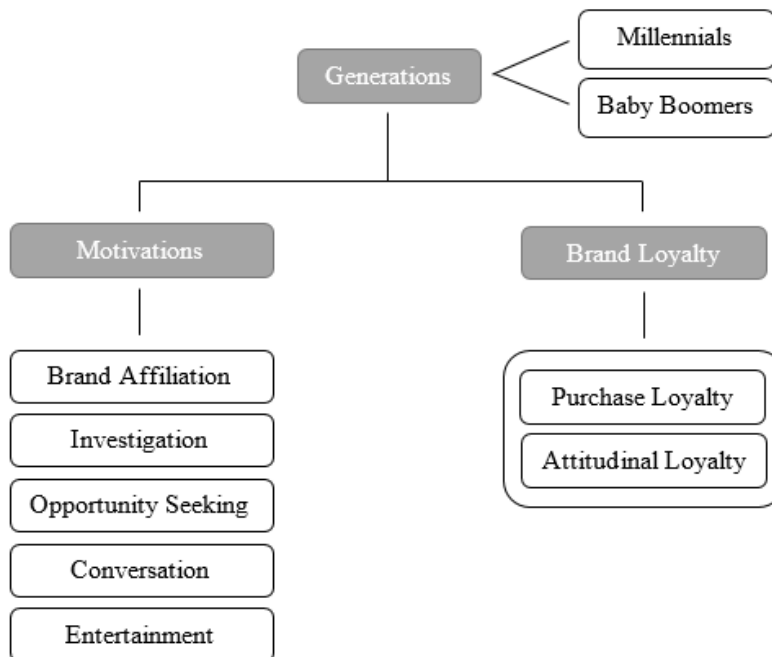 Millennials
Generations
Baby Boomers
Motivations
Brand Loyalty
Brand Affiliation
Investigation
Opportunity Seeking
Conversation
Entertainment
Purchase Loyalty
Attitudinal Loyalty